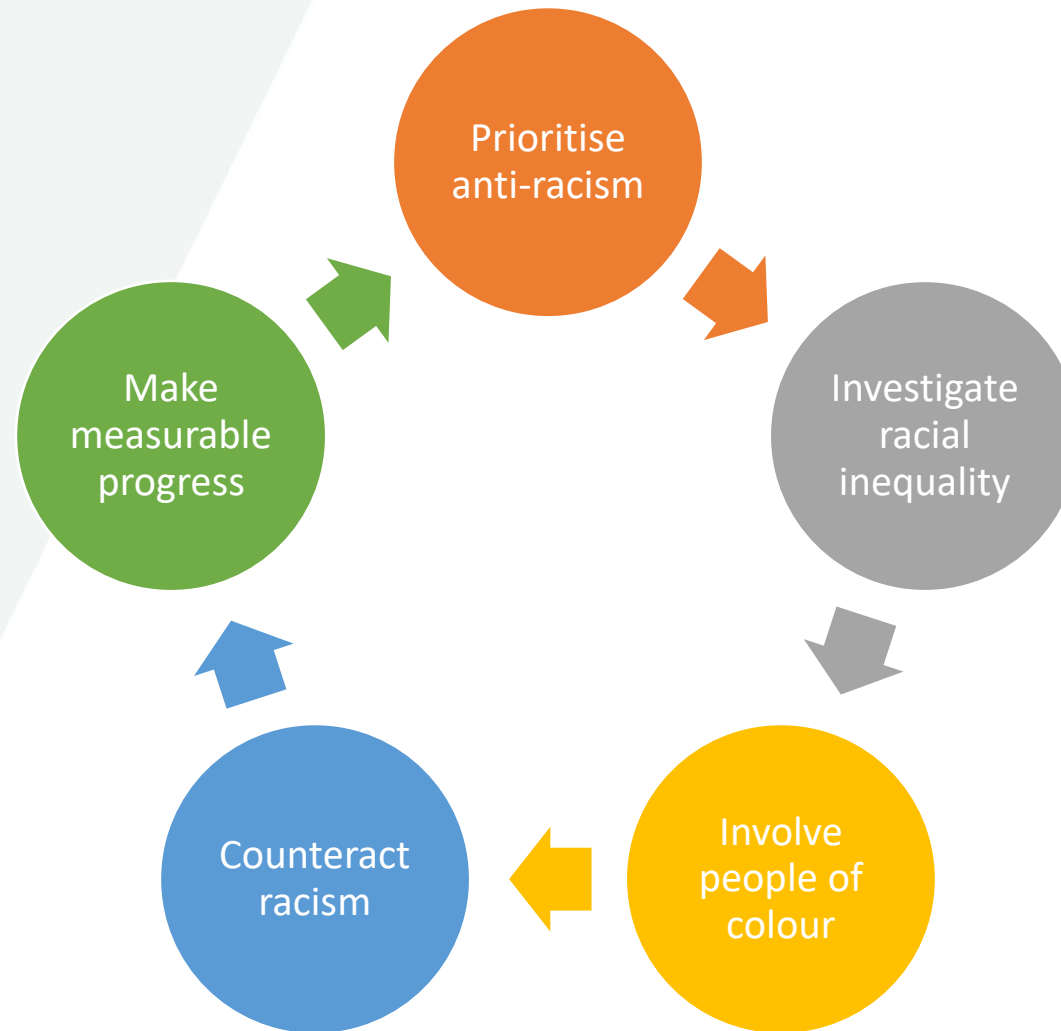 Prioritise
anti-racism
Investigate
racial
inequality
Involve
people of
colour
Counteract
racism
Make
measurable
progress